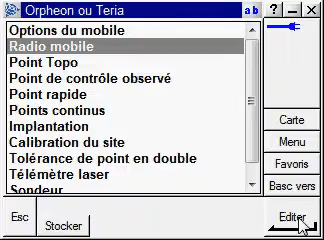 Orpheon ou Teria
ab
?
Options du mobile
Radio mobile
Point Topo
Point de contrôle observé
Point rapide
Points continus
Implantation
Calibration du site
Tolérance de point en double
Télémètre laser
Sondeur
Carte
Menu
Favoris
Basc vers
Esc
Stocker
Editer